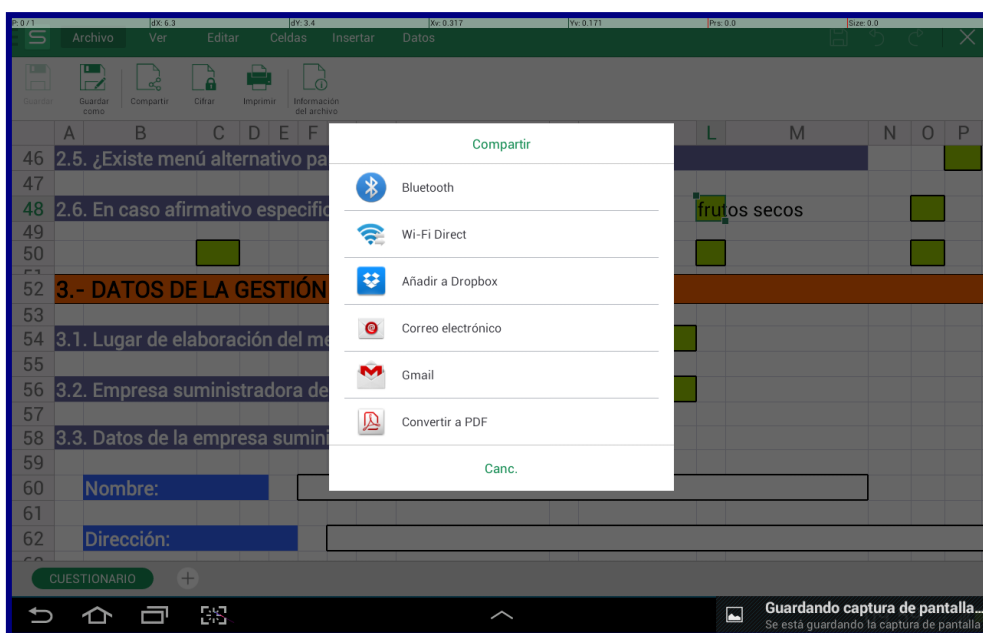 P: 0 / 1 dX: 6.3 dY: 3.4 Xv: 0.317 Yv: 0.171 Prs: 0.0 Size: 0.0
S Archivo Ver Editar Celdas Insertar Datos
Guardar Guardar como Compartir Cifrar Imprimir Información del archivo
A B C D E F L M N O P
Compartir
Bluetooth
Wi-Fi Direct
Añadir a Dropbox
Correo electrónico
Gmail
Convertir a PDF
Canc.
46 2.5. ¿Existe menú alternativo pa
47
48 2.6. En caso afirmativo especific frutos secos
49
50
52 3.- DATOS DE LA GESTIÓN
53
54 3.1. Lugar de elaboración del me
55
56 3.2. Empresa suministradora de
57
58 3.3. Datos de la empresa sumini
59
60 Nombre:
61
62 Dirección:
CUESTIONARIO +
Guardando captura de pantalla...
Se está guardando la captura de pantalla